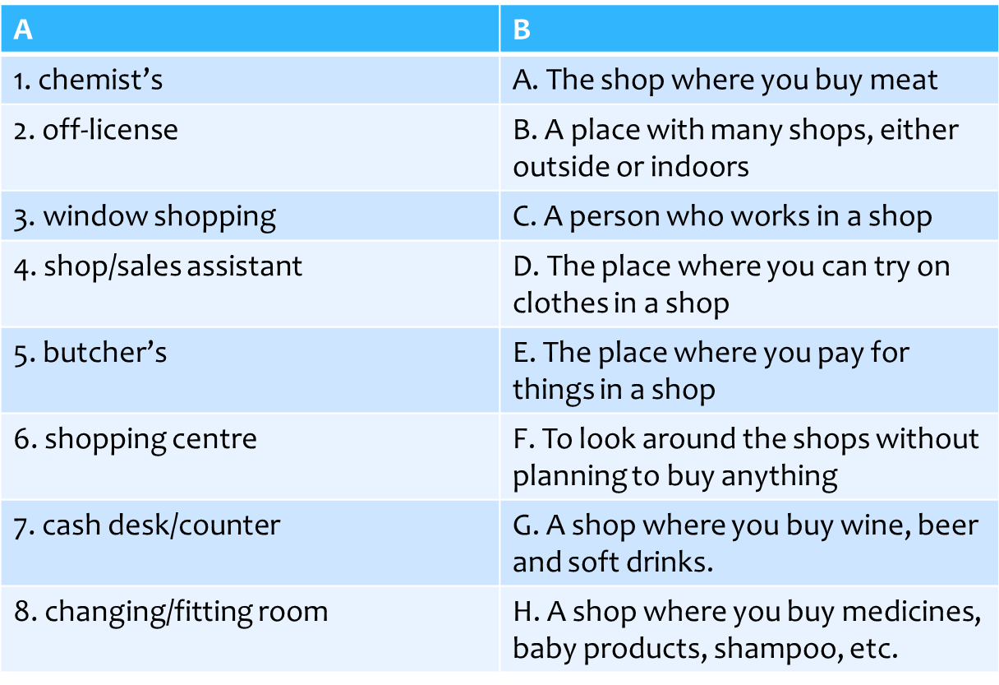 A
B
1. chemist’s
A. The shop where you buy meat
2. off-license
B. A place with many shops, either
outside or indoors
3. window shopping
C. A person who works in a shop
4. shop/sales assistant
D. The place where you can try on
clothes in a shop
5. butcher’s
E. The place where you pay for
things in a shop
6. shopping centre
F. To look around the shops without
planning to buy anything
7. cash desk/counter
G. A shop where you buy wine, beer
and soft drinks.
8. changing/fitting room
H. A shop where you buy medicines,
baby products, shampoo, etc.